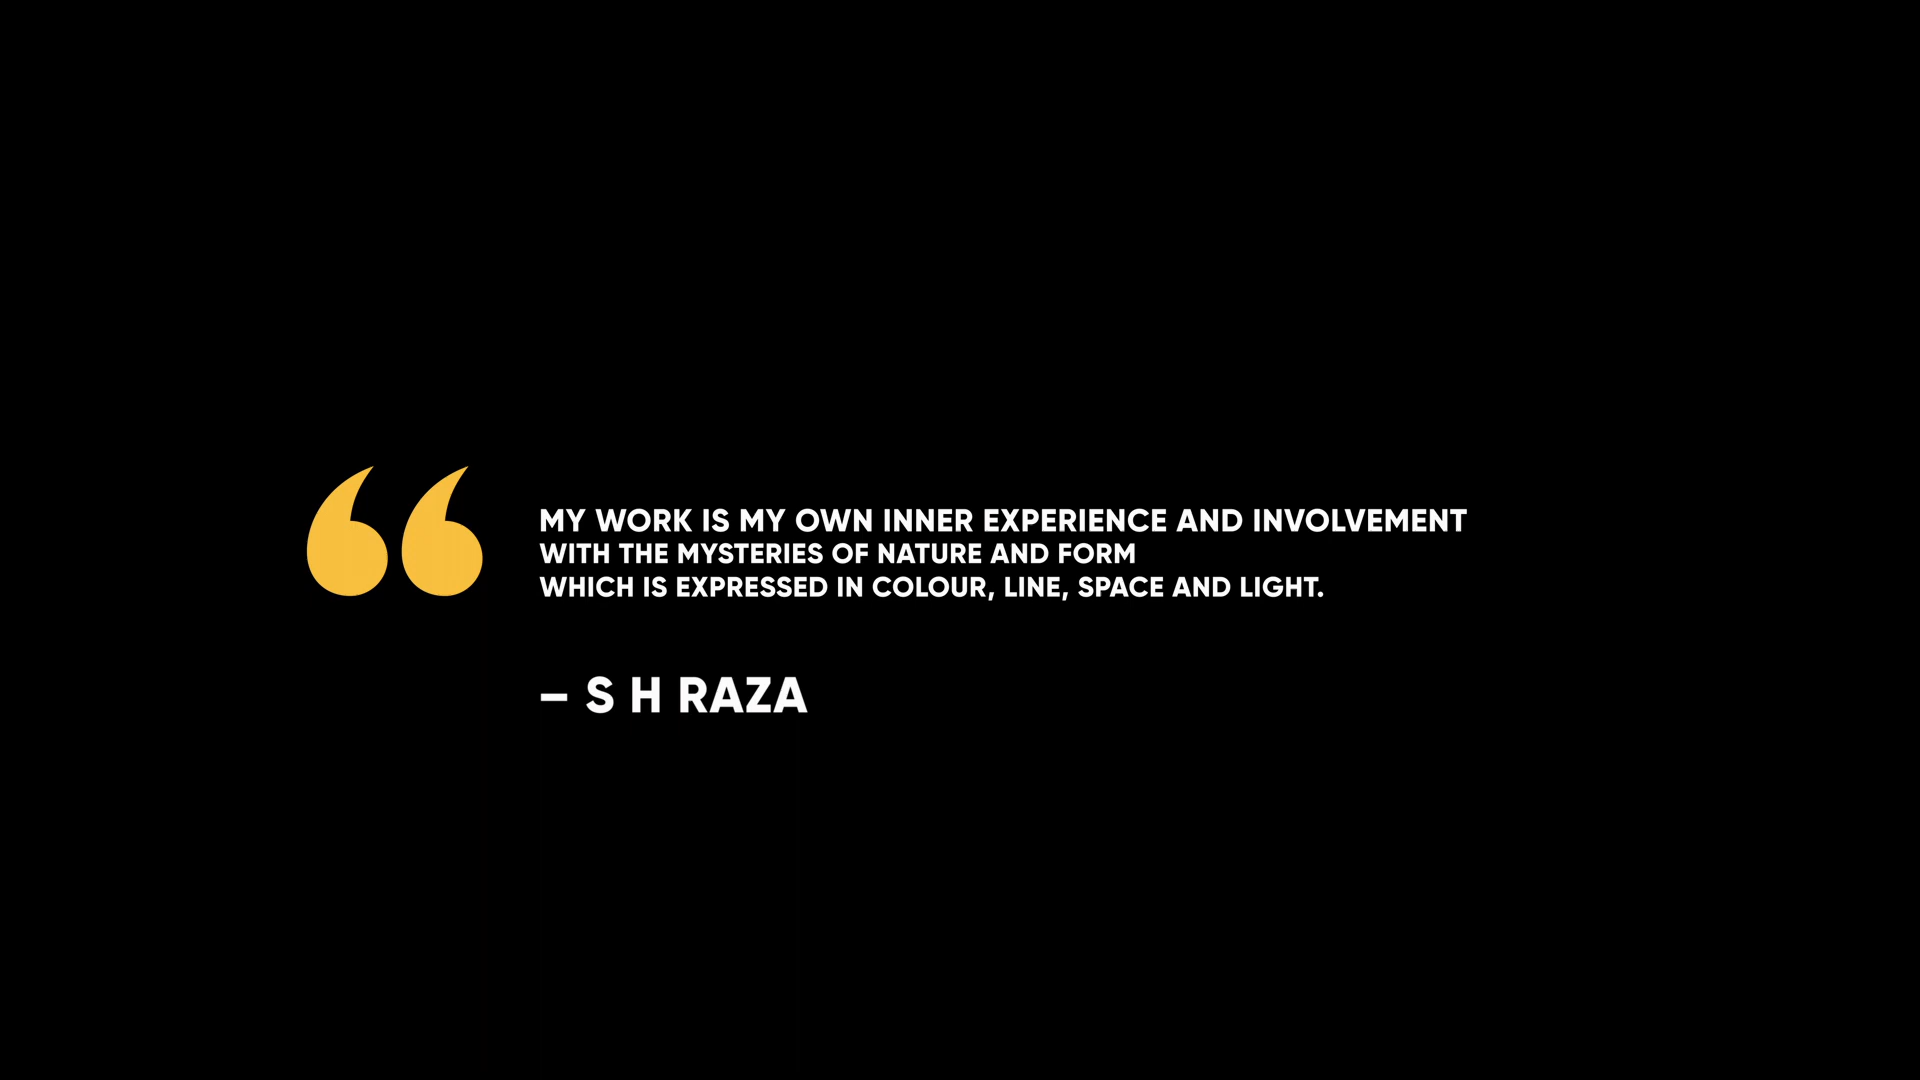 “
MY WORK IS MY OWN INNER EXPERIENCE AND INVOLVEMENT
WITH THE MYSTERIES OF NATURE AND FORM
WHICH IS EXPRESSED IN COLOUR, LINE, SPACE AND LIGHT.
– S H RAZA